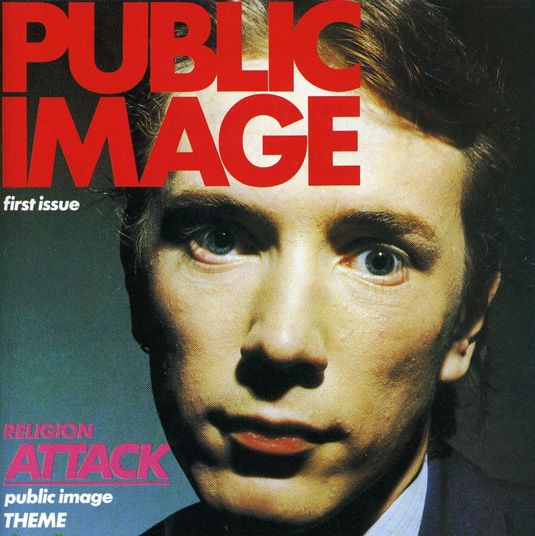 PUBLIC
IMAGE
first issue
RELIGION
ATTACK
public image
THEME